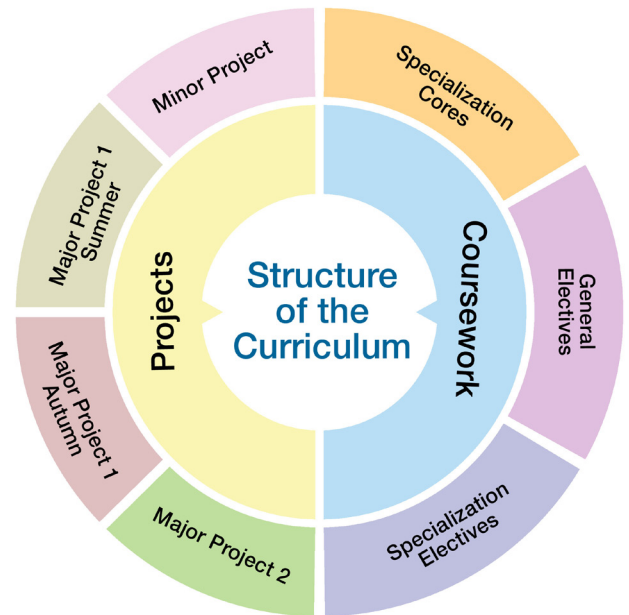 Structure
of the
Curriculum
Projects
Coursework
Minor Project
Major Project 1
Summer
Major Project 1
Autumn
Major Project 2
Specialization
Cores
General
Electives
Specialization
Electives